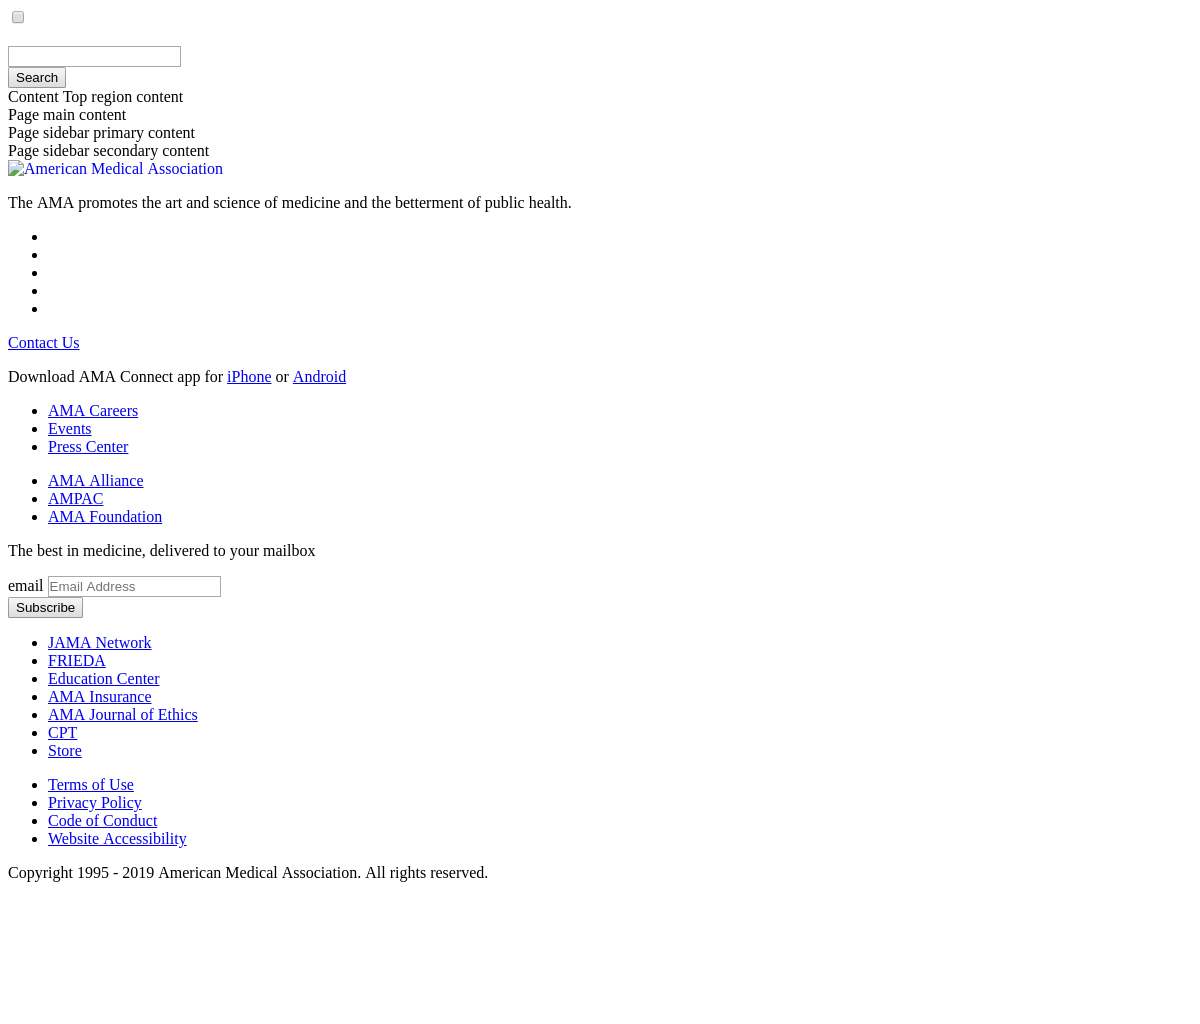 Search
Content Top region content
Page main content
Page sidebar primary content
Page sidebar secondary content
American Medical Association
The AMA promotes the art and science of medicine and the betterment of public health.
Contact Us
Download AMA Connect app for iPhone or Android
AMA Careers
Events
Press Center
AMA Alliance
AMPAC
AMA Foundation
The best in medicine, delivered to your mailbox
email Email Address
Subscribe
JAMA Network
FRIEDA
Education Center
AMA Insurance
AMA Journal of Ethics
CPT
Store
Terms of Use
Privacy Policy
Code of Conduct
Website Accessibility
Copyright 1995 - 2019 American Medical Association. All rights reserved.